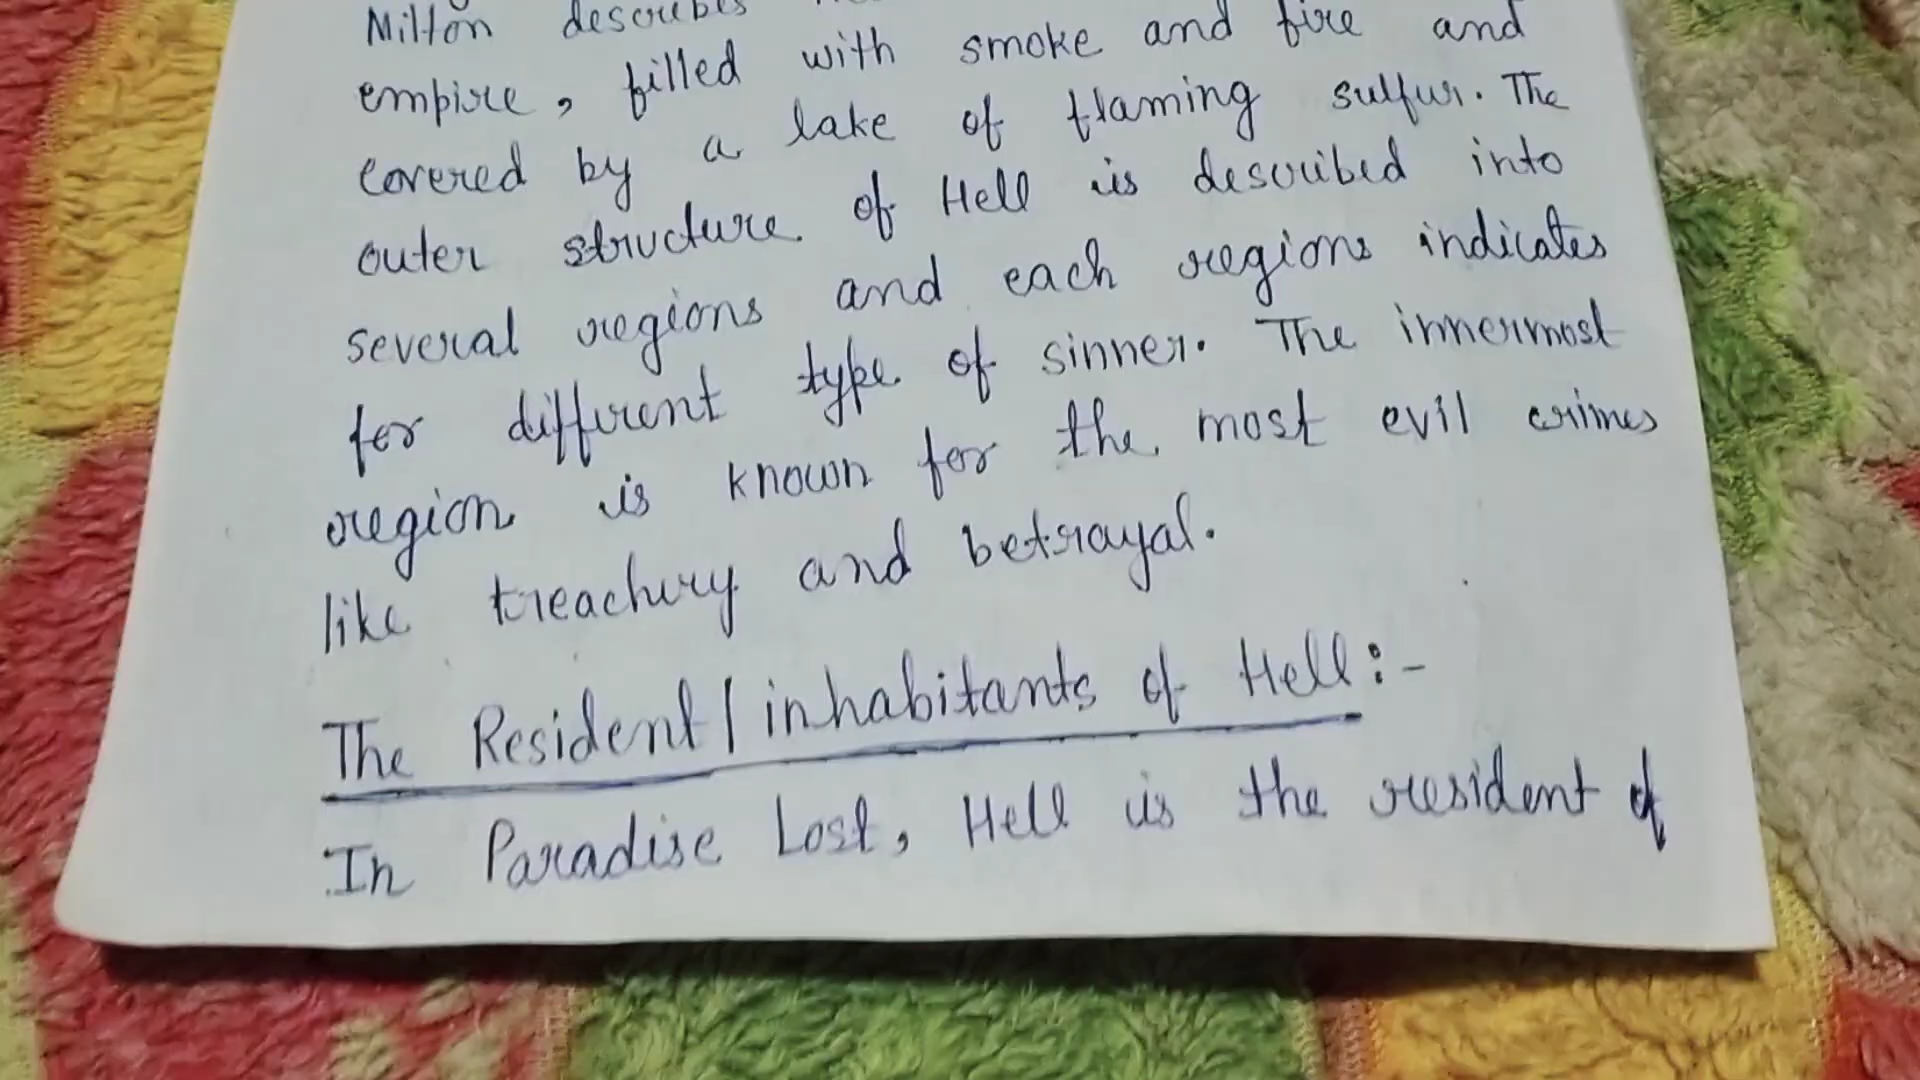 Milton describes
empire, filled with smoke and fire and
covered by a lake of flaming sulfur. The
outer structure of Hell is described into
several regions and each regions indicates
for different type of sinner. The innermost
region is known for the most evil crimes
like treachery and betrayal.
The Resident / inhabitants of Hell:-
In Paradise Lost, Hell is the resident of